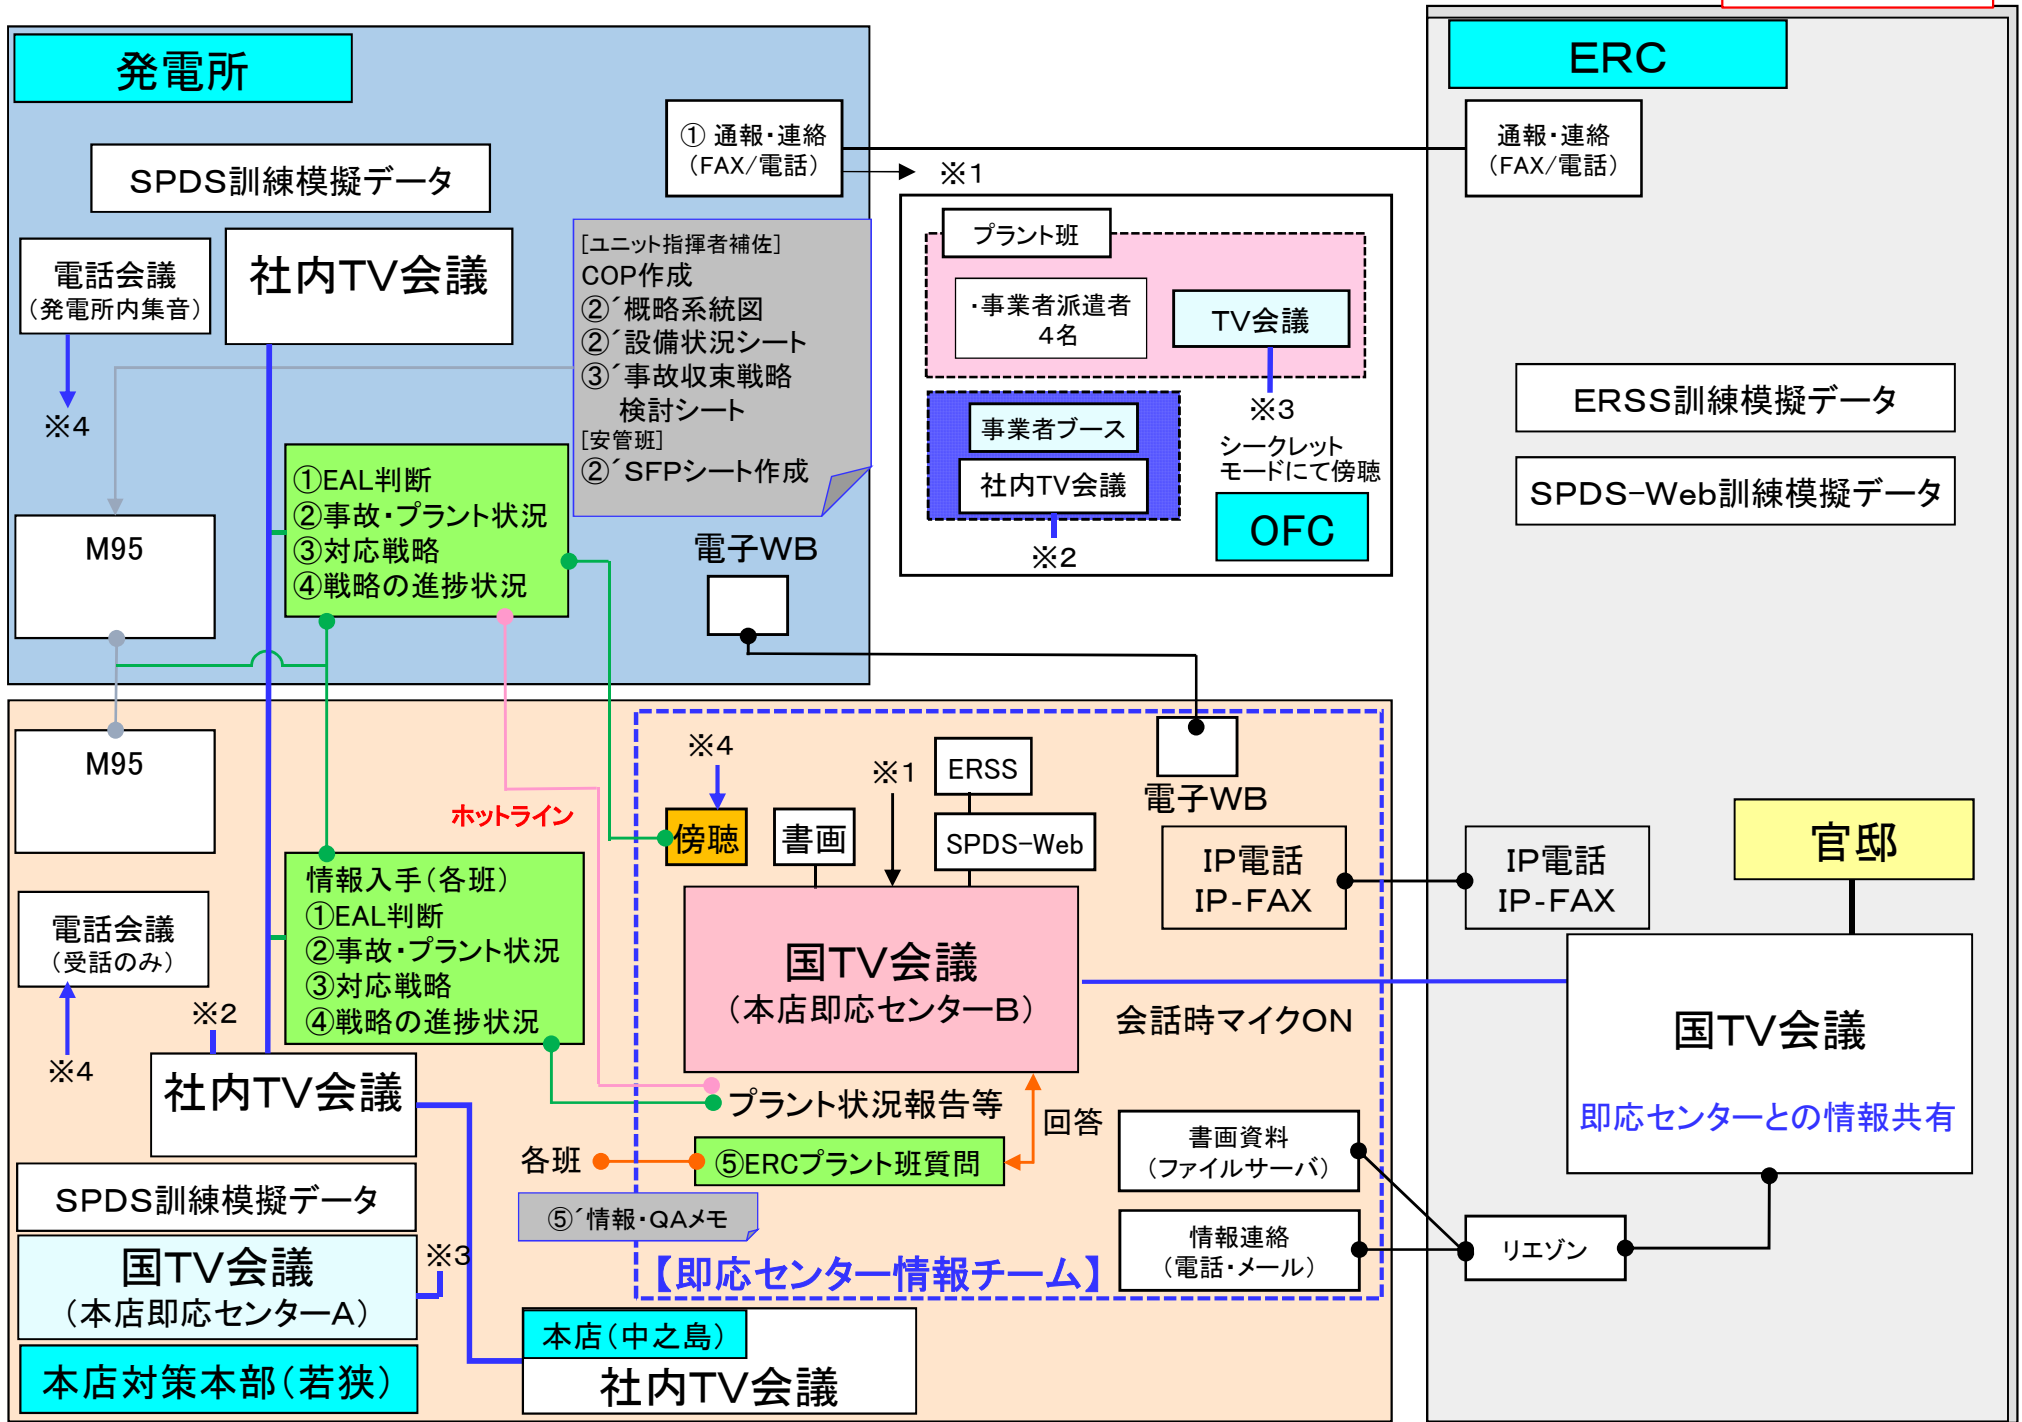 発電所
SPDS訓練模擬データ
① 通報・連絡
（FAX/電話）
※1
電話会議
（発電所内集音）
※4
社内TV会議
[ユニット指揮者補佐]
COP作成
②´概略系統図
②´設備状況シート
③´事故収束戦略
検討シート
[安管班]
②´SFPシート作成
①EAL判断
②事故・プラント状況
③対応戦略
④戦略の進捗状況
M95
電子WB
プラント班
・事業者派遣者
4名
TV会議
※3
シークレット
モードにて傍聴
事業者ブース
社内TV会議
※2
OFC
ERC
通報・連絡
（FAX/電話）
ERSS訓練模擬データ
SPDS-Web訓練模擬データ
M95
ホットライン
※4
傍聴
書画
※1
ERSS
SPDS-Web
電子WB
IP電話
IP-FAX
IP電話
IP-FAX
官邸
情報入手（各班）
①EAL判断
②事故・プラント状況
③対応戦略
④戦略の進捗状況
電話会議
（受話のみ）
※4
※2
社内TV会議
国TV会議
（本店即応センターB）
会話時マイクON
国TV会議
即応センターとの情報共有
プラント状況報告等
回答
各班
⑤ERCプラント班質問
⑤´情報・QAメモ
書画資料
（ファイルサーバ）
情報連絡
（電話・メール）
リエゾン
【即応センター情報チーム】
SPDS訓練模擬データ
国TV会議
（本店即応センターA）
※3
本店対策本部（若狭）
本店（中之島）
社内TV会議